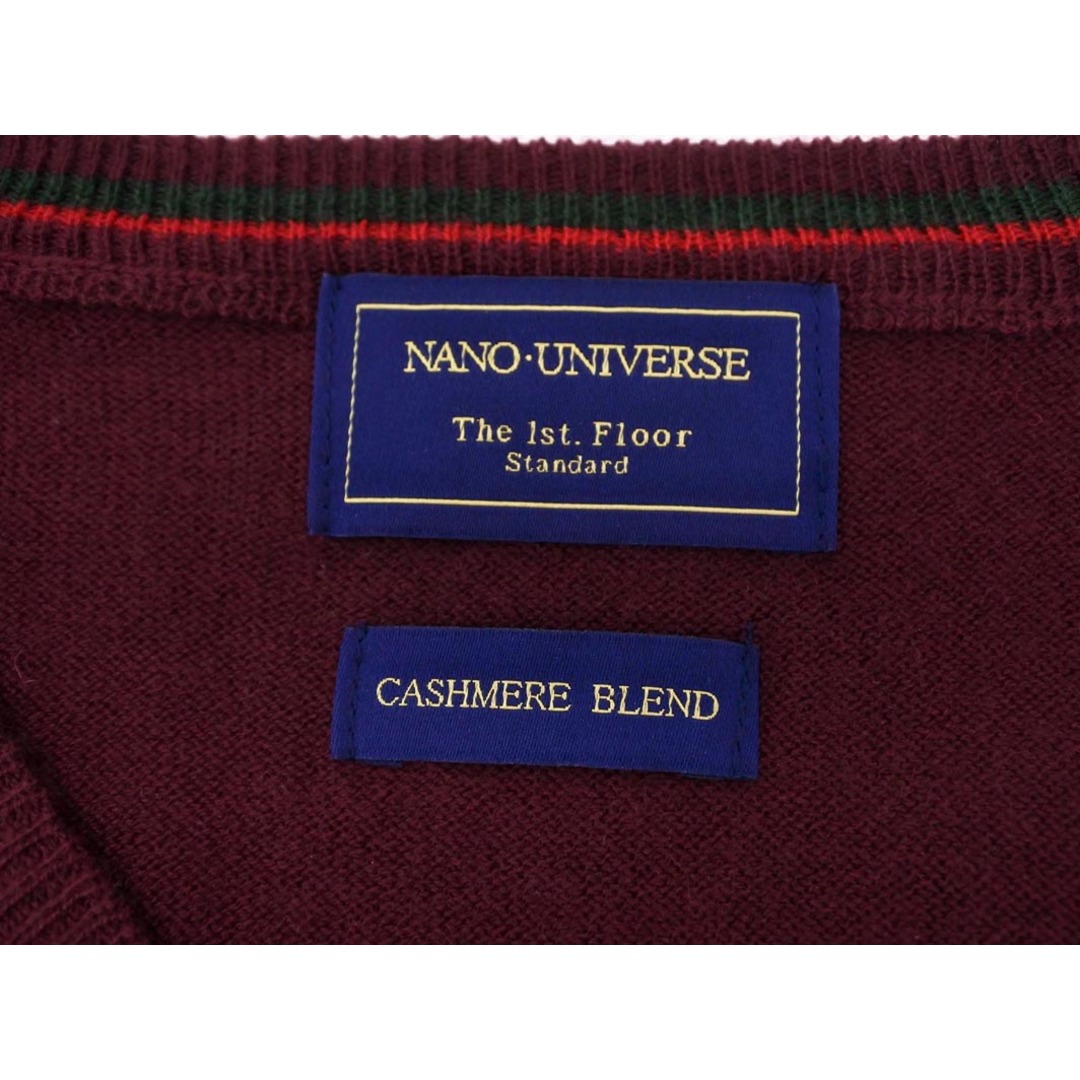 NANO·UNIVERSE
The 1st. Floor
Standard
CASHMERE BLEND